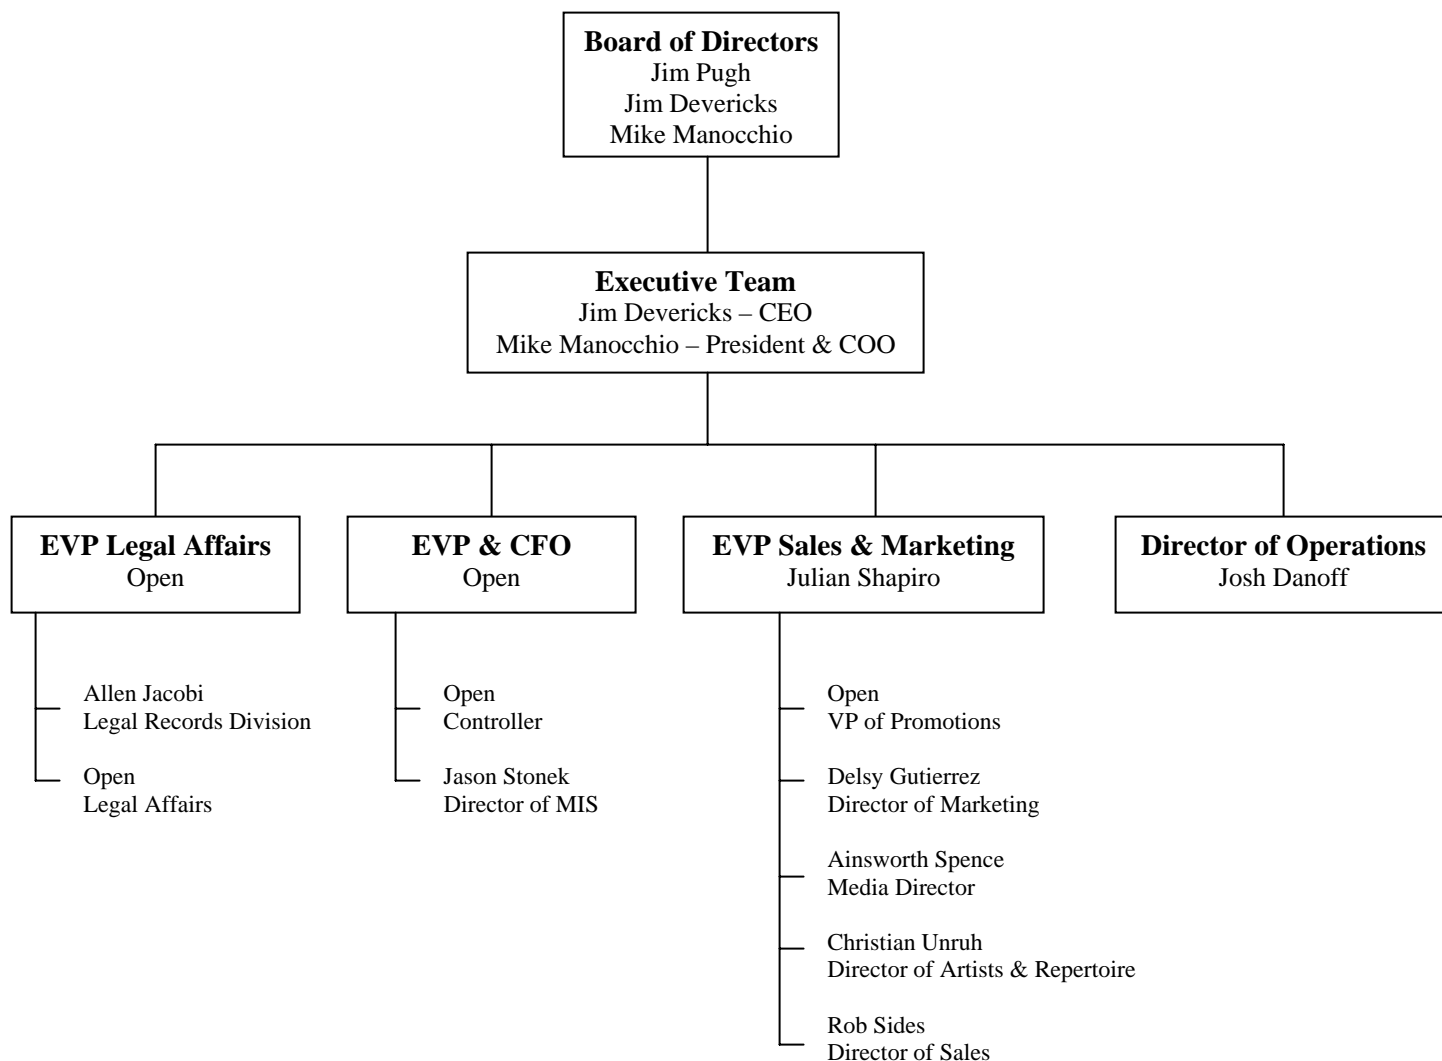 Board of Directors
Jim Pugh
Jim Devericks
Mike Manocchio
Executive Team
Jim Devericks – CEO
Mike Manocchio – President & COO
EVP Legal Affairs
Open
EVP & CFO
Open
EVP Sales & Marketing
Julian Shapiro
Director of Operations
Josh Danoff
Allen Jacobi
Legal Records Division
Open
Legal Affairs
Open
Controller
Jason Stonek
Director of MIS
Open
VP of Promotions
Delsy Gutierrez
Director of Marketing
Ainsworth Spence
Media Director
Christian Unruh
Director of Artists & Repertoire
Rob Sides
Director of Sales